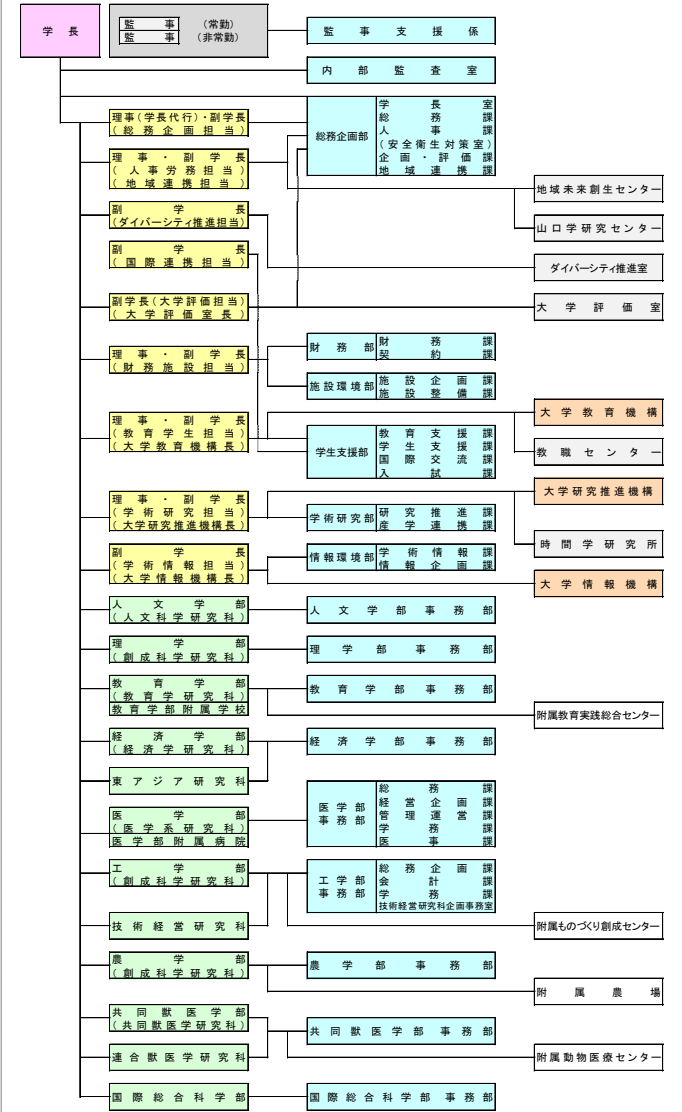 学長
監事（常勤）
監事（非常勤）
監事支援係
内部監査室
理事(学長代行)・副学長
(総務企画担当)
総務企画部
学長室
総務課
人事課
(安全衛生対策室)
企画・評価課
地域連携課
理事・副学長
(人事労務担当)
(地域連携担当)
地域未来創生センター
山口学研究センター
副学長
(ダイバーシティ推進担当)
ダイバーシティ推進室
副学長
(国際連携担当)
副学長(大学評価担当)
(大学評価室長)
大学評価室
理事・副学長
(財務施設担当)
財務部
財務課
契約課
施設環境部
施設企画課
施設整備課
理事・副学長
(教育学生担当)
(大学教育機構長)
学生支援部
教育支援課
学生支援課
国際交流課
入試課
大学教育機構
教職センター
理事・副学長
(学術研究担当)
(大学研究推進機構長)
学術研究部
研究推進課
産学連携課
大学研究推進機構
時間学研究所
副学長
(学術情報担当)
(大学情報機構長)
情報環境部
学術情報課
情報企画課
大学情報機構
人文学部
(人文科学研究科)
人文学部事務部
理学部
(創成科学研究科)
理学部事務部
教育学部
(教育学研究科)
教育学部附属学校
教育学部事務部
附属教育実践総合センター
経済学部
(経済学研究科)
経済学部事務部
東アジア研究科
医学部
(医学系研究科)
医学部附属病院
医学部
事務部
総務課
経営企画課
管理運営課
学務課
医事課
工学部
(創成科学研究科)
工学部
事務部
総務企画課
会計課
学務課
技術経営研究科企画事務室
技術経営研究科
附属ものづくり創成センター
農学部
(創成科学研究科)
農学部事務部
附属農場
共同獣医学部
(共同獣医学研究科)
共同獣医学部事務部
連合獣医学研究科
附属動物医療センター
国際総合科学部
国際総合科学部事務部